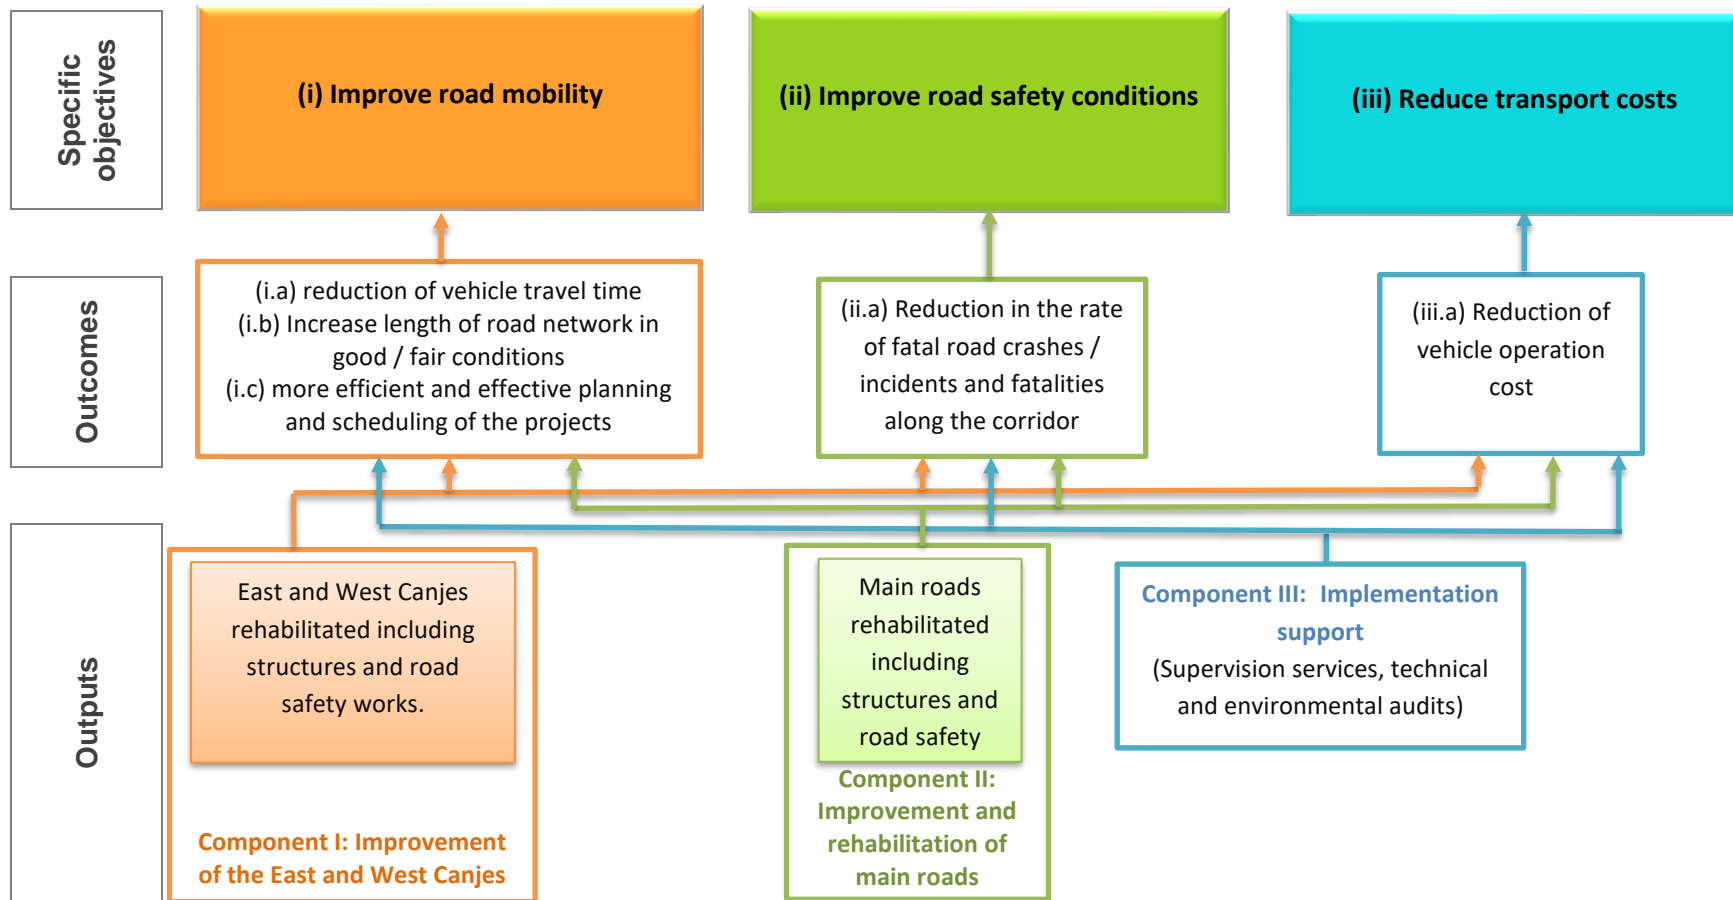 Specific
objectives
(i) Improve road mobility
(ii) Improve road safety conditions
(iii) Reduce transport costs
Outcomes
(i.a) reduction of vehicle travel time
(i.b) Increase length of road network in
good / fair conditions
(i.c) more efficient and effective planning
and scheduling of the projects
(ii.a) Reduction in the rate
of fatal road crashes /
incidents and fatalities
along the corridor
(iii.a) Reduction of
vehicle operation
cost
Outputs
East and West Canjes
rehabilitated including
structures and road
safety works.
Component I: Improvement
of the East and West Canjes
Main roads
rehabilitated
including
structures and
road safety
Component II:
Improvement and
rehabilitation of
main roads
Component III: Implementation
support
(Supervision services, technical
and environmental audits)